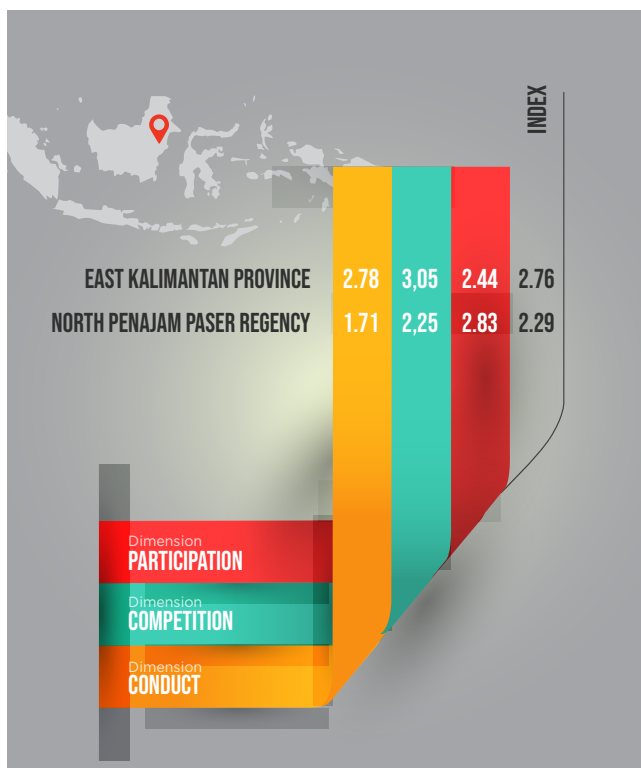 INDEX
EAST KALIMANTAN PROVINCE 2.78 3,05 2.44 2.76
NORTH PENAJAM PASER REGENCY 1.71 2,25 2.83 2.29
Dimension
PARTICIPATION
Dimension
COMPETITION
Dimension
CONDUCT